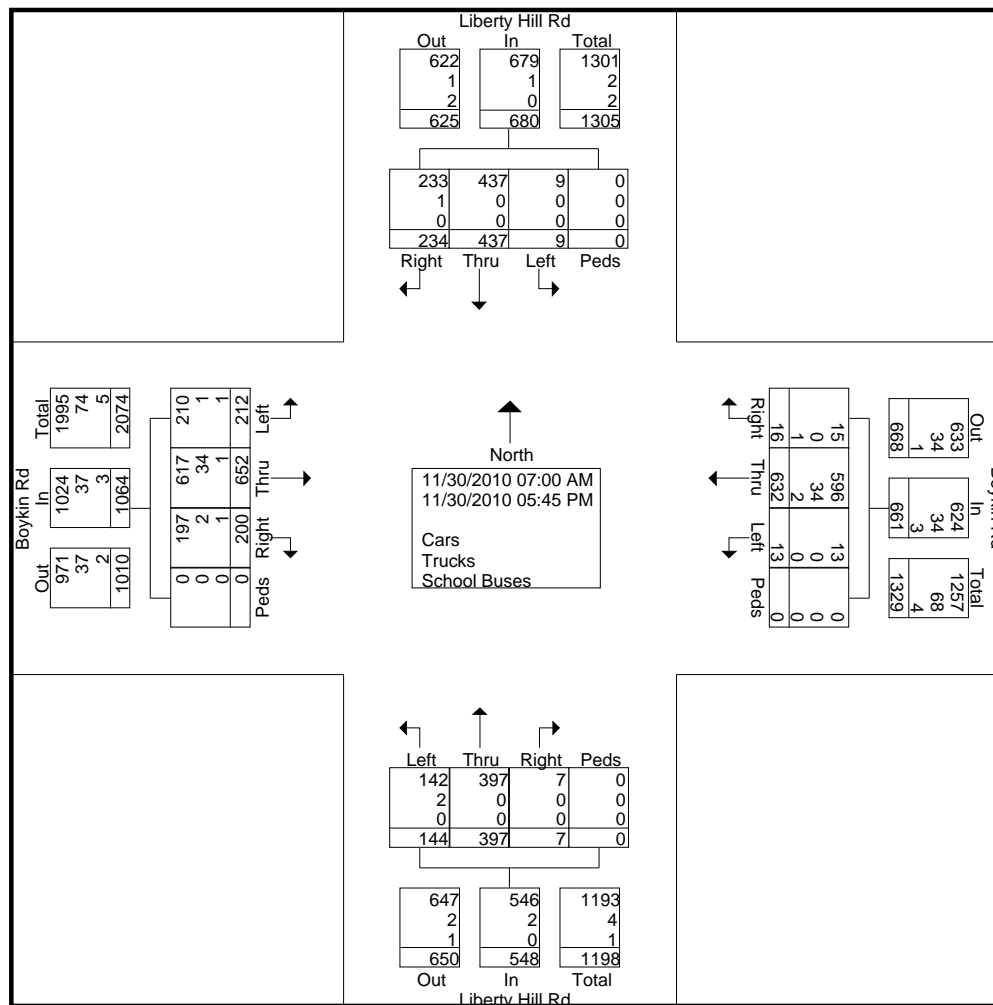 Liberty Hill Rd
Out In Total
622 679 1301
1 1 2
2 0 2
625 680 1305
233 437 9 0
1 0 0 0
0 0 0 0
234 437 9 0
Right Thru Left Peds
Boykin Rd
Total In Out
1995 1024 971
74 37 37
5 3 2
2074 1064 1010
210 617 197 0
1 34 2 0
1 1 1 0
212 652 200 0
Left Thru Right Peds
North
11/30/2010 07:00 AM
11/30/2010 05:45 PM
Cars
Trucks
School Buses
Right Thru Left Peds
16 632 13 0
1 2 0 0
0 34 0 0
15 596 13 0
Out In Total
633 624 1257
34 34 68
1 3 4
668 661 1329
Boykin Rd
Left Thru Right Peds
142 397 7 0
2 0 0 0
0 0 0 0
144 397 7 0
647 546 1193
2 2 4
1 0 1
650 548 1198
Out In Total
Liberty Hill Rd